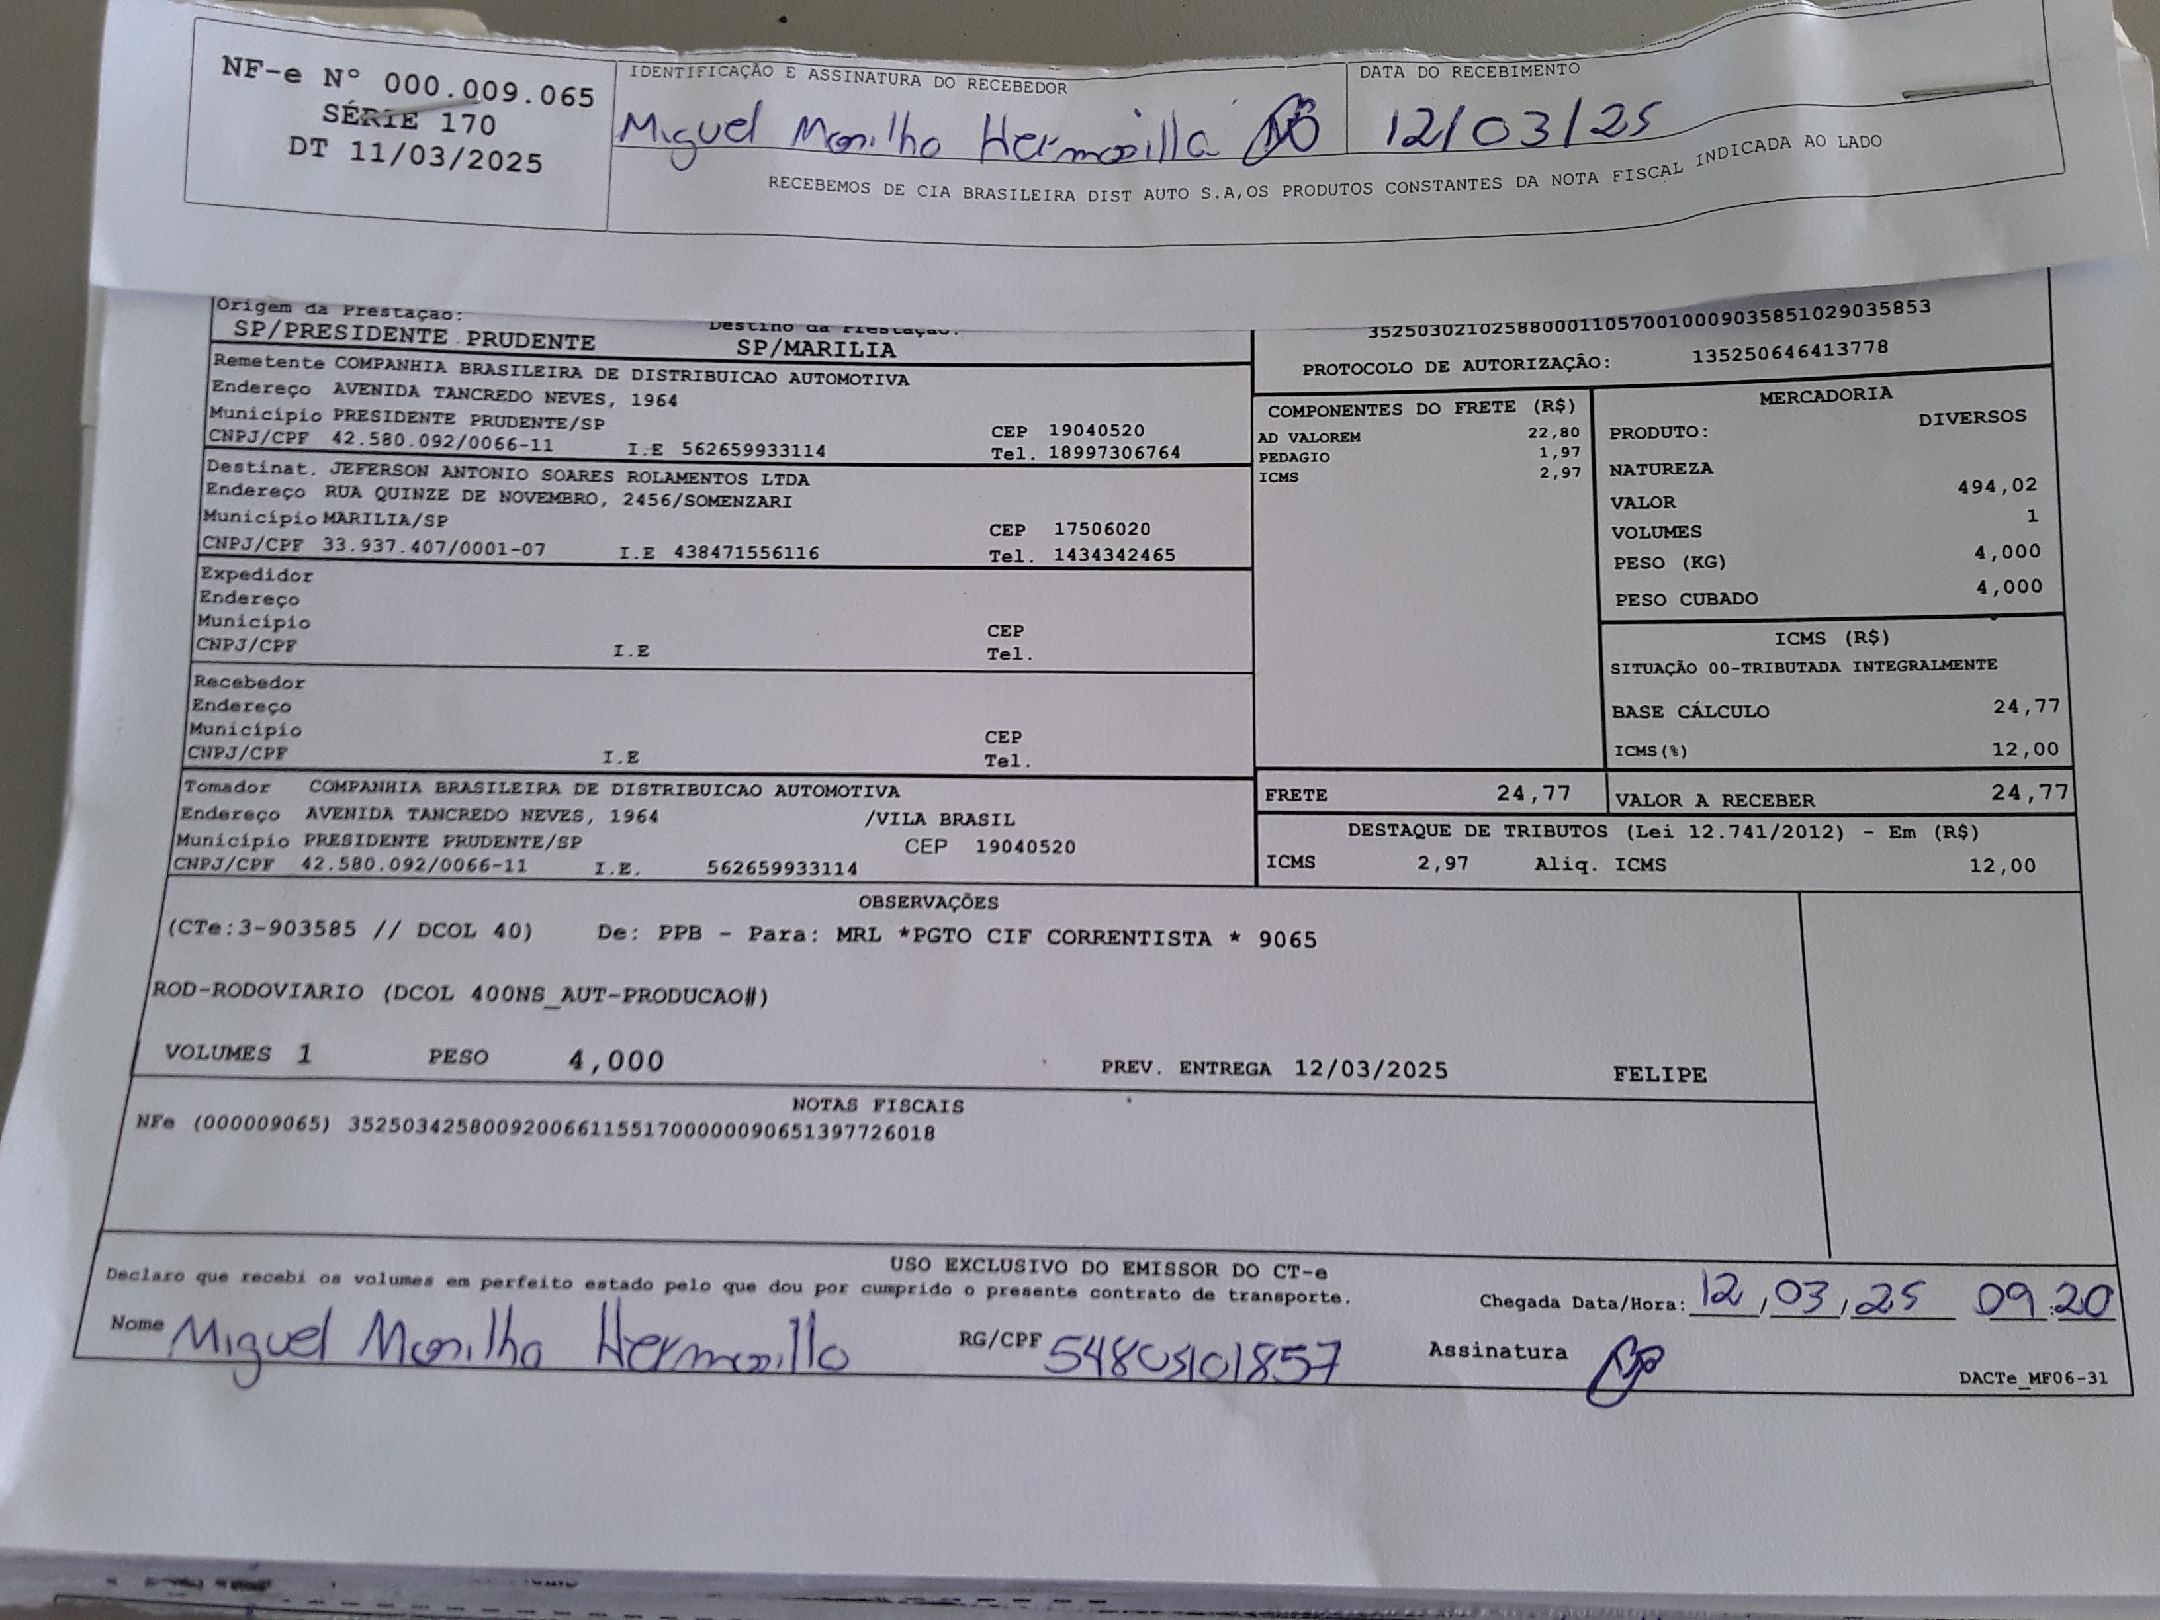 NF-e Nº 000.009.065
SÉRIE 170
DT 11/03/2025
IDENTIFICAÇÃO E ASSINATURA DO RECEBEDOR
Miguel Monilho Hermosilla
DATA DO RECEBIMENTO
12/03/25
RECEBEMOS DE CIA BRASILEIRA DIST AUTO S.A,OS PRODUTOS CONSTANTES DA NOTA FISCAL INDICADA AO LADO
Origem da Prestação:
SP/PRESIDENTE PRUDENTE
Destino da Prestação:
SP/MARILIA
35250302102588000110570010009035851029035853
PROTOCOLO DE AUTORIZAÇÃO: 135250646413778
Remetente COMPANHIA BRASILEIRA DE DISTRIBUICAO AUTOMOTIVA
Endereço AVENIDA TANCREDO NEVES, 1964
Município PRESIDENTE PRUDENTE/SP CEP 19040520
CNPJ/CPF 42.580.092/0066-11 I.E 562659933114 Tel. 18997306764
Destinat. JEFERSON ANTONIO SOARES ROLAMENTOS LTDA
Endereço RUA QUINZE DE NOVEMBRO, 2456/SOMENZARI
Município MARILIA/SP CEP 17506020
CNPJ/CPF 33.937.407/0001-07 I.E 438471556116 Tel. 1434342465
Expedidor
Endereço
Município CEP
CNPJ/CPF I.E Tel.
Recebedor
Endereço
Município CEP
CNPJ/CPF I.E Tel.
Tomador COMPANHIA BRASILEIRA DE DISTRIBUICAO AUTOMOTIVA
Endereço AVENIDA TANCREDO NEVES, 1964 /VILA BRASIL
Município PRESIDENTE PRUDENTE/SP CEP 19040520
CNPJ/CPF 42.580.092/0066-11 I.E. 562659933114
COMPONENTES DO FRETE (R$)
AD VALOREM 22,80
PEDAGIO 1,97
ICMS 2,97
MERCADORIA
PRODUTO: DIVERSOS
NATUREZA
VALOR 494,02
VOLUMES 1
PESO (KG) 4,000
PESO CUBADO 4,000
ICMS (R$)
SITUAÇÃO 00-TRIBUTADA INTEGRALMENTE
BASE CÁLCULO 24,77
ICMS(%) 12,00
FRETE 24,77 VALOR A RECEBER 24,77
DESTAQUE DE TRIBUTOS (Lei 12.741/2012) - Em (R$)
ICMS 2,97 Aliq. ICMS 12,00
OBSERVAÇÕES
(CTe:3-903585 // DCOL 40) De: PPB - Para: MRL *PGTO CIF CORRENTISTA * 9065
ROD-RODOVIARIO (DCOL 400NS_AUT-PRODUCAO#)
VOLUMES 1 PESO 4,000 PREV. ENTREGA 12/03/2025 FELIPE
NOTAS FISCAIS
NFe (000009065) 35250342580092006611551700000090651397726018
USO EXCLUSIVO DO EMISSOR DO CT-e
Declaro que recebi os volumes em perfeito estado pelo que dou por cumprido o presente contrato de transporte.
Chegada Data/Hora: 12/03/25 09:20
Nome Miguel Monilho Hermosilla RG/CPF 54805101857 Assinatura
DACTe_MF06-31